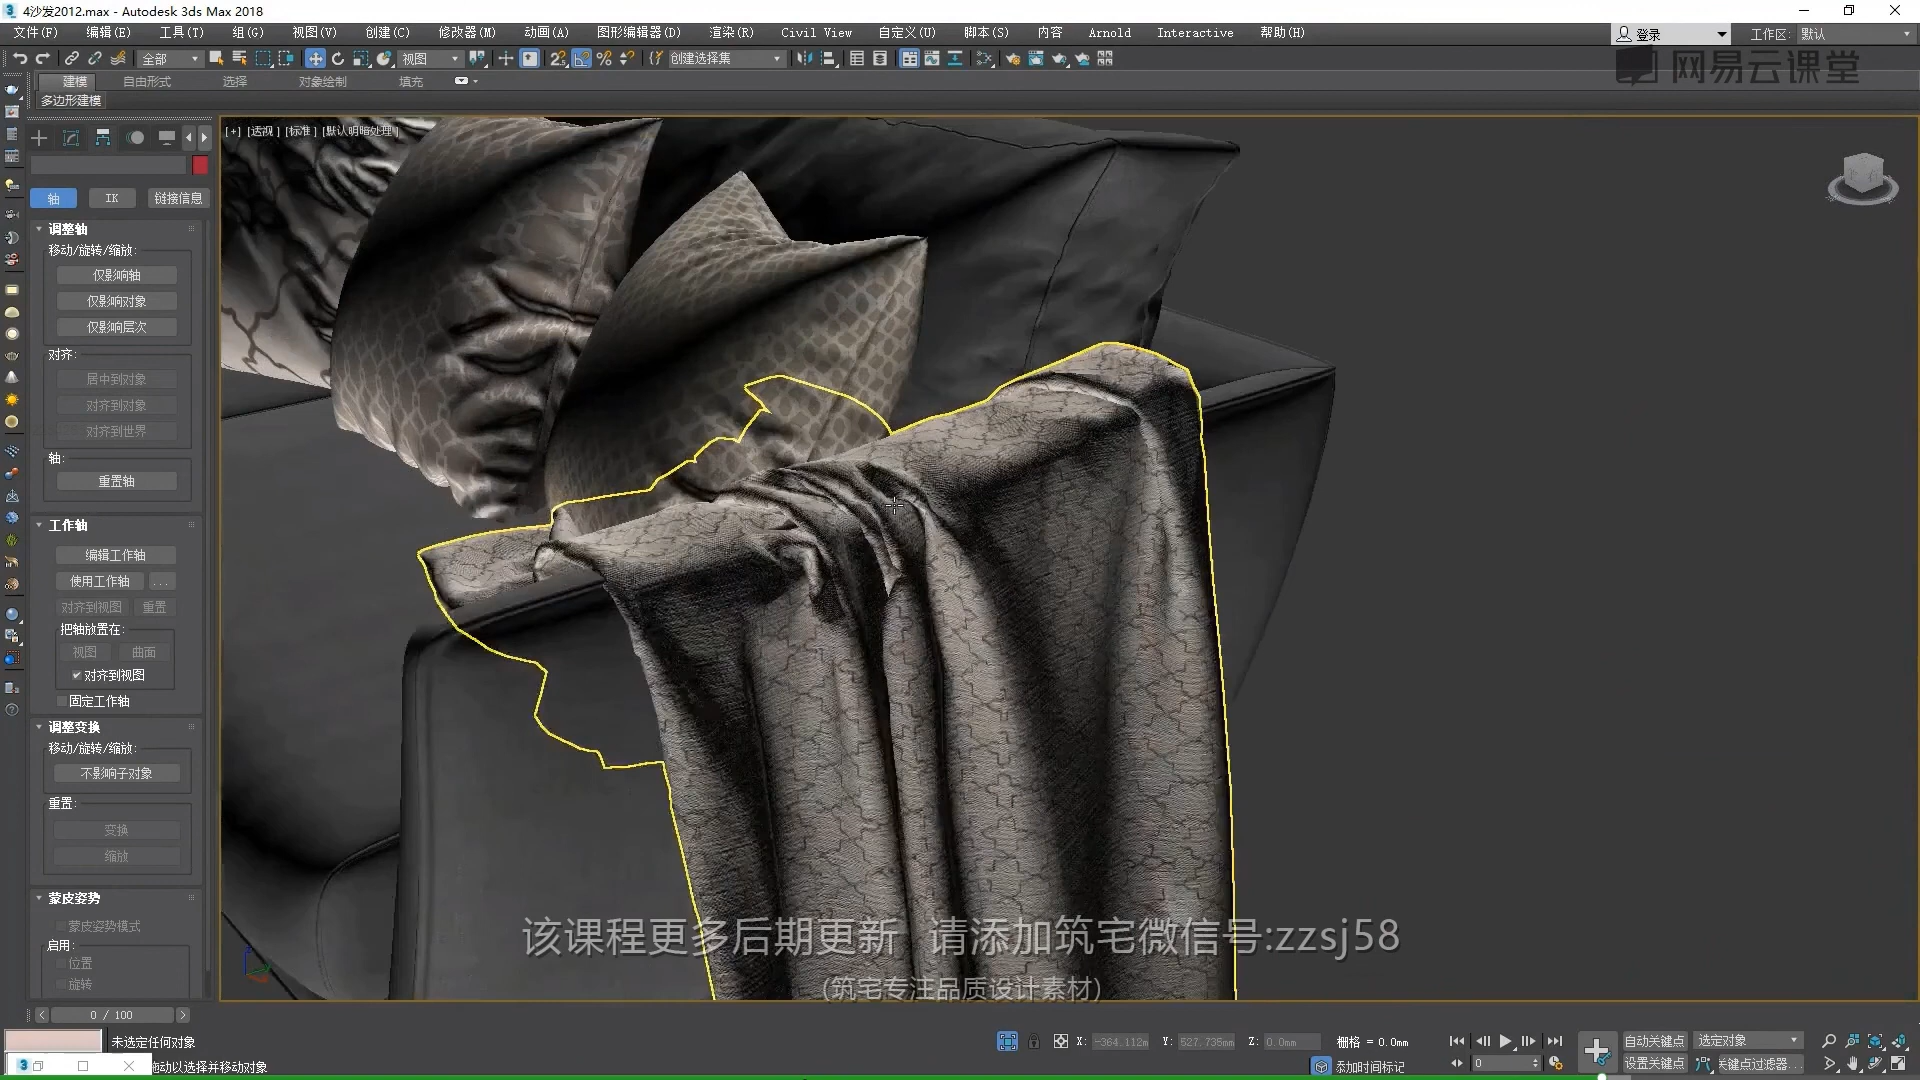 4沙发2012.max - Autodesk 3ds Max 2018
文件(F) 编辑(E) 工具(T) 组(G) 视图(V) 创建(C) 修改器(M) 动画(A) 图形编辑器(D) 渲染(R) Civil View 自定义(U) 脚本(S) 内容 Arnold Interactive 帮助(H) 登录 工作区: 默认
全部 视图 创建选择集
网易云课堂
建模 自由形式 选择 对象绘制 填充
多边形建模
[+] [透视] [标准] [默认明暗处理]
轴 IK 链接信息
调整轴
移动/旋转/缩放:
仅影响轴
仅影响对象
仅影响层次
对齐:
居中到对象
对齐到对象
对齐到世界
轴:
重置轴
工作轴
编辑工作轴
使用工作轴 ...
对齐到视图 重置
把轴放置在:
视图 曲面
对齐到视图
固定工作轴
调整变换
移动/旋转/缩放:
不影响子对象
重置:
变换
缩放
蒙皮姿势
蒙皮姿势模式
启用:
位置
旋转
该课程更多后期更新 请添加筑宅微信号:zzsj58
(筑宅专注品质设计素材)
0 / 100
未选定任何对象 X: -364.112m Y: 527.735mm Z: 0.0mm 栅格 = 0.0mm 自动关键点 选定对象
拖动以选择并移动对象 添加时间标记 0 设置关键点 关键点过滤器...